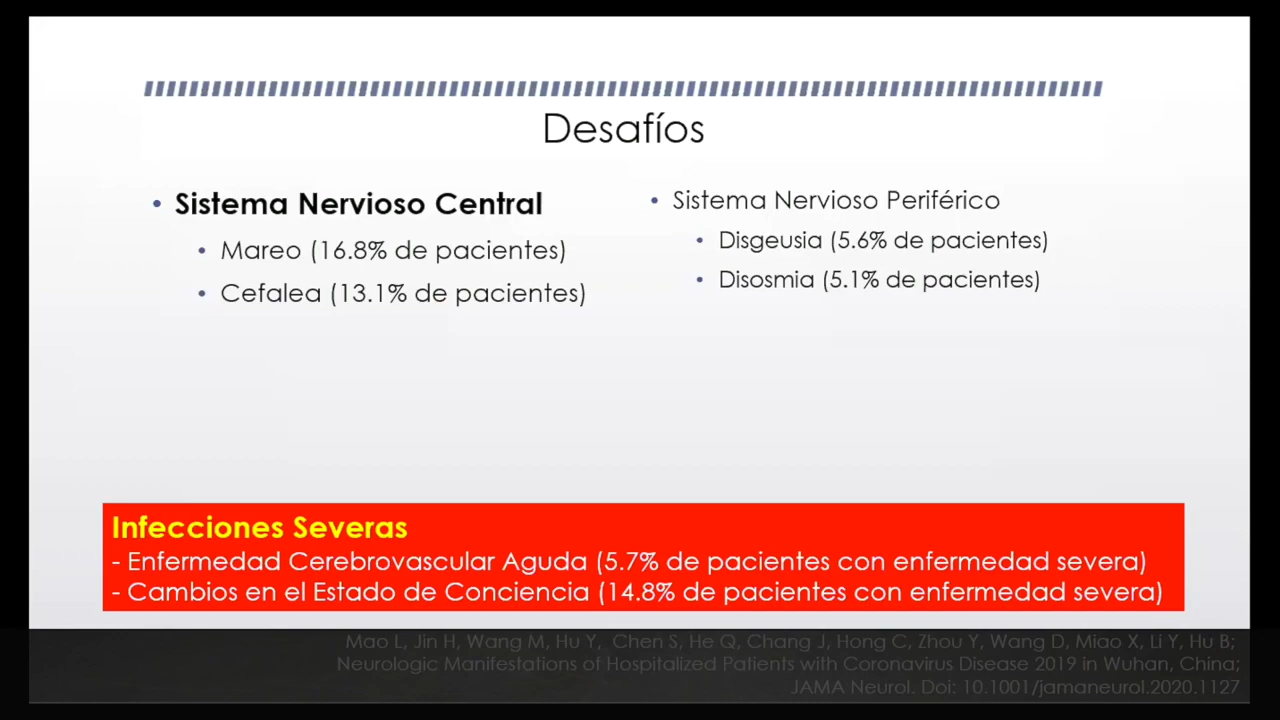 Desafíos
• Sistema Nervioso Central
• Mareo (16.8% de pacientes)
• Cefalea (13.1% de pacientes)
• Sistema Nervioso Periférico
• Disgeusia (5.6% de pacientes)
• Disosmia (5.1% de pacientes)
Infecciones Severas
- Enfermedad Cerebrovascular Aguda (5.7% de pacientes con enfermedad severa)
- Cambios en el Estado de Conciencia (14.8% de pacientes con enfermedad severa)
Mao L, Jin H, Wang M, Hu Y, Chen S, He Q, Chang J, Hong C, Zhou Y, Wang D, Miao X, Li Y, Hu B;
Neurologic Manifestations of Hospitalized Patients with Coronavirus Disease 2019 in Wuhan, China;
JAMA Neurol. Doi: 10.1001/jamaneurol.2020.1127